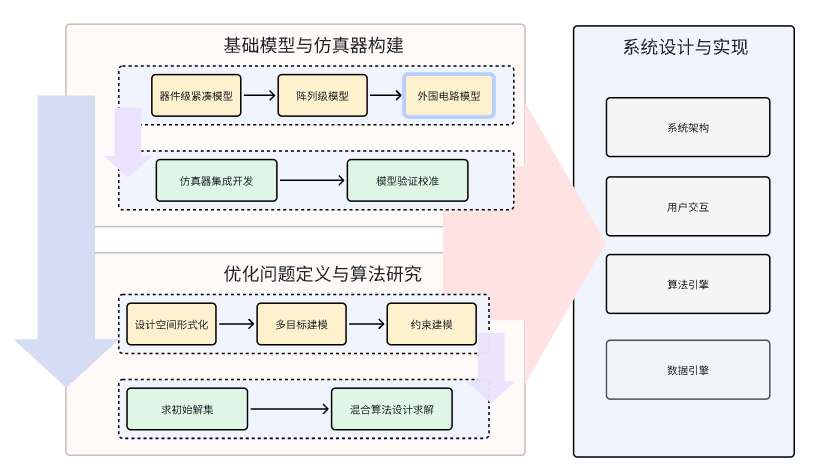 基础模型与仿真器构建
器件级紧凑模型
阵列级模型
外围电路模型
仿真器集成开发
模型验证校准
优化问题定义与算法研究
设计空间形式化
多目标建模
约束建模
求初始解集
混合算法设计求解
系统设计与实现
系统架构
用户交互
算法引擎
数据引擎